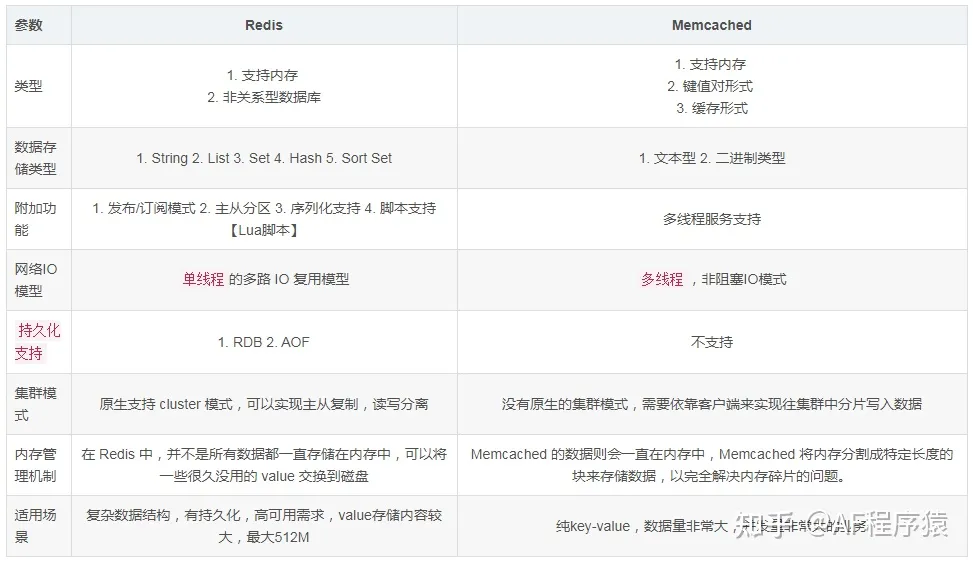 参数 Redis Memcached
类型
1. 支持内存
2. 非关系型数据库
1. 支持内存
2. 键值对形式
3. 缓存形式
数据存
储类型
1. String 2. List 3. Set 4. Hash 5. Sort Set
1. 文本型 2. 二进制类型
附加功
能
1. 发布/订阅模式 2. 主从分区 3. 序列化支持 4. 脚本支持
【Lua脚本】
多线程服务支持
网络IO
模型
单线程 的多路 IO 复用模型
多线程 ，非阻塞IO模式
持久化
支持
1. RDB 2. AOF
不支持
集群模
式
原生支持 cluster 模式，可以实现主从复制，读写分离
没有原生的集群模式，需要依靠客户端来实现往集群中分片写入数据
内存管
理机制
在 Redis 中，并不是所有数据都一直存储在内存中，可以将
一些很久没用的 value 交换到磁盘
Memcached 的数据则会一直在内存中，Memcached 将内存分割成特定长度的
块来存储数据，以完全解决内存碎片的问题。
适用场
景
复杂数据结构，有持久化，高可用需求，value存储内容较
大，最大512M
纯key-value，数据量非常大，
知乎 @AF程序猿